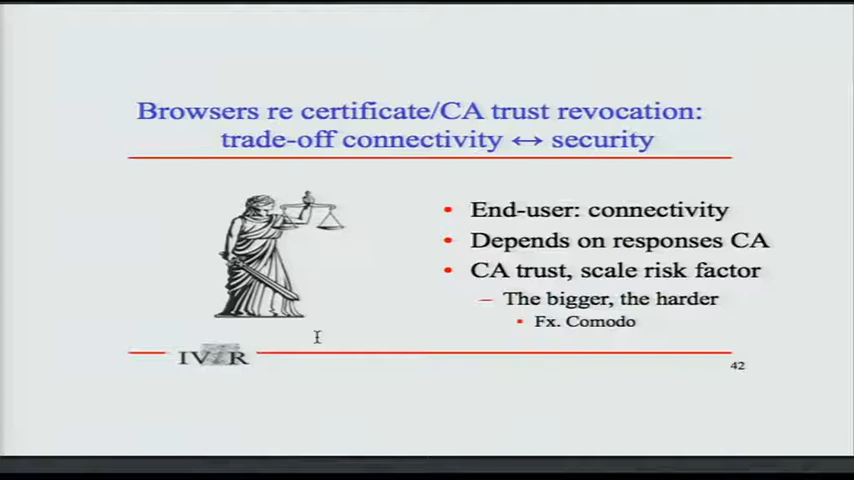 Browsers re certificate/CA trust revocation:
trade-off connectivity ↔ security
• End-user: connectivity
• Depends on responses CA
• CA trust, scale risk factor
– The bigger, the harder
• Fx. Comodo
IViR
42